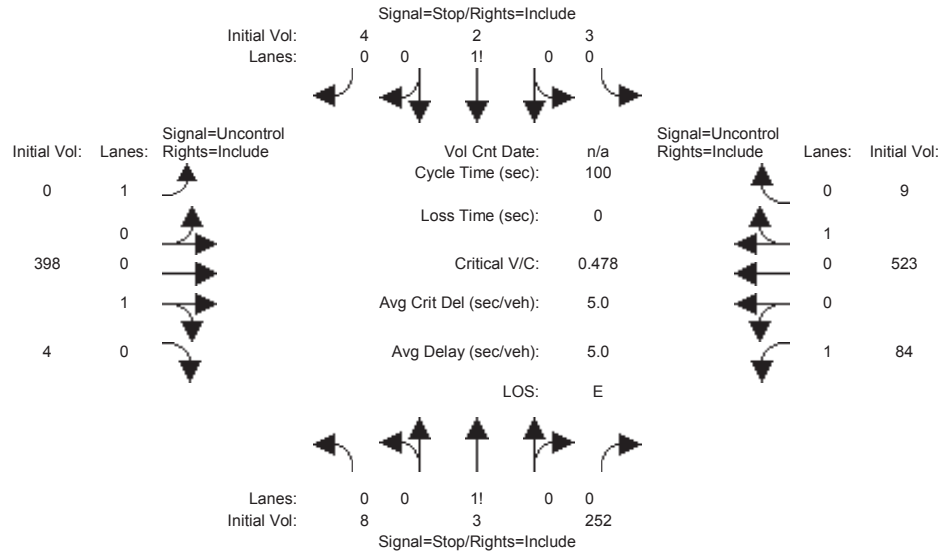 Signal=Stop/Rights=Include
Initial Vol: 4 2 3
Lanes: 0 0 1! 0 0
Signal=Uncontrol
Initial Vol: Lanes: Rights=Include
Vol Cnt Date: n/a
Signal=Uncontrol
Rights=Include Lanes: Initial Vol:
Cycle Time (sec): 100
0 1 0 9
Loss Time (sec): 0
0 1
398 0 Critical V/C: 0.478 0 523
1 Avg Crit Del (sec/veh): 5.0 0
4 0 Avg Delay (sec/veh): 5.0 1 84
LOS: E
Lanes: 0 0 1! 0 0
Initial Vol: 8 3 252
Signal=Stop/Rights=Include